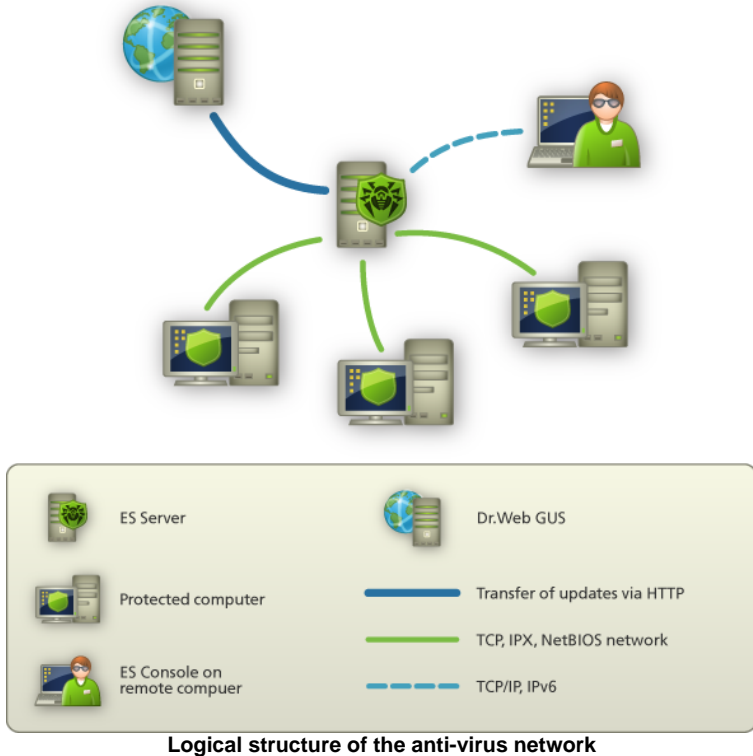 ES Server
Dr.Web GUS
Protected computer
Transfer of updates via HTTP
TCP, IPX, NetBIOS network
ES Console on
remote compuer
TCP/IP, IPv6
Logical structure of the anti-virus network